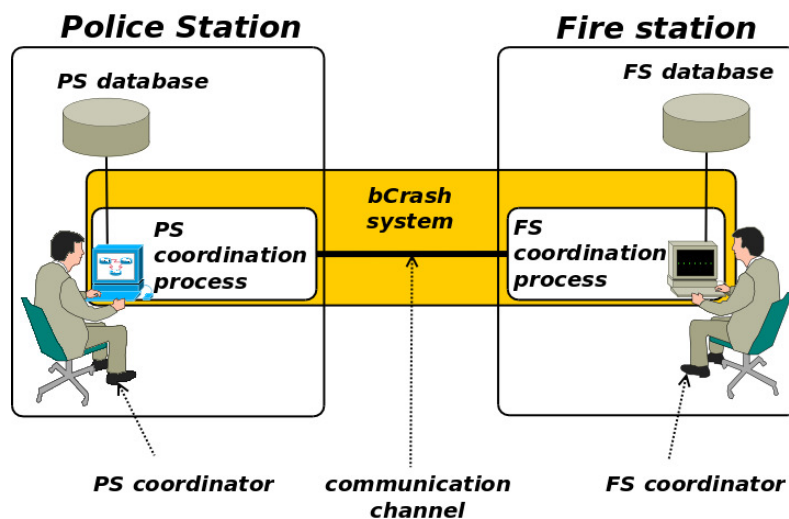 Police Station
Fire station
PS database
FS database
bCrash
system
PS
coordination
process
FS
coordination
process
PS coordinator
communication
channel
FS coordinator